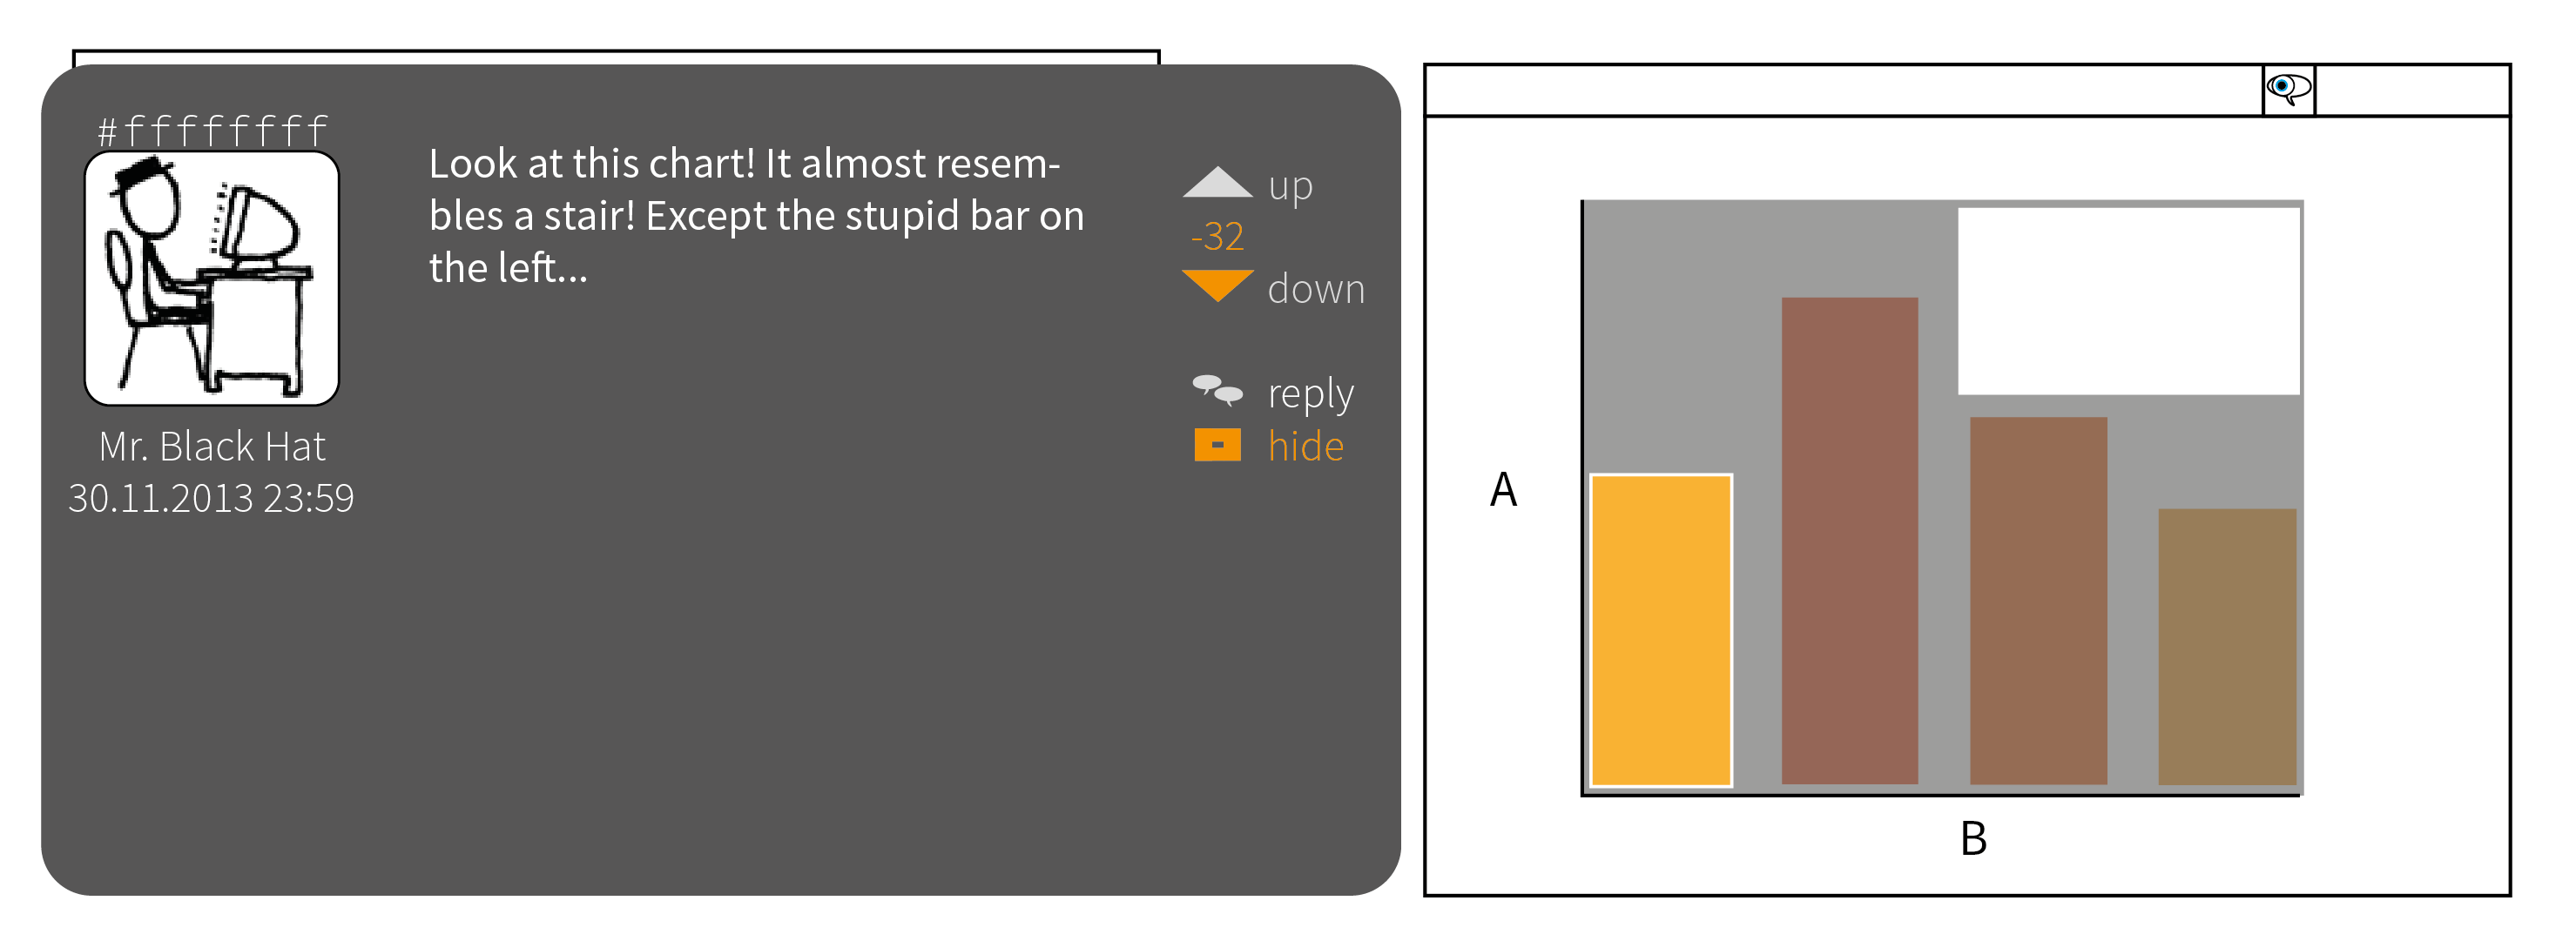 #ffffffff
Look at this chart! It almost resem-
bles a stair! Except the stupid bar on
the left...
up
-32
down
reply
hide
Mr. Black Hat
30.11.2013 23:59
A
B